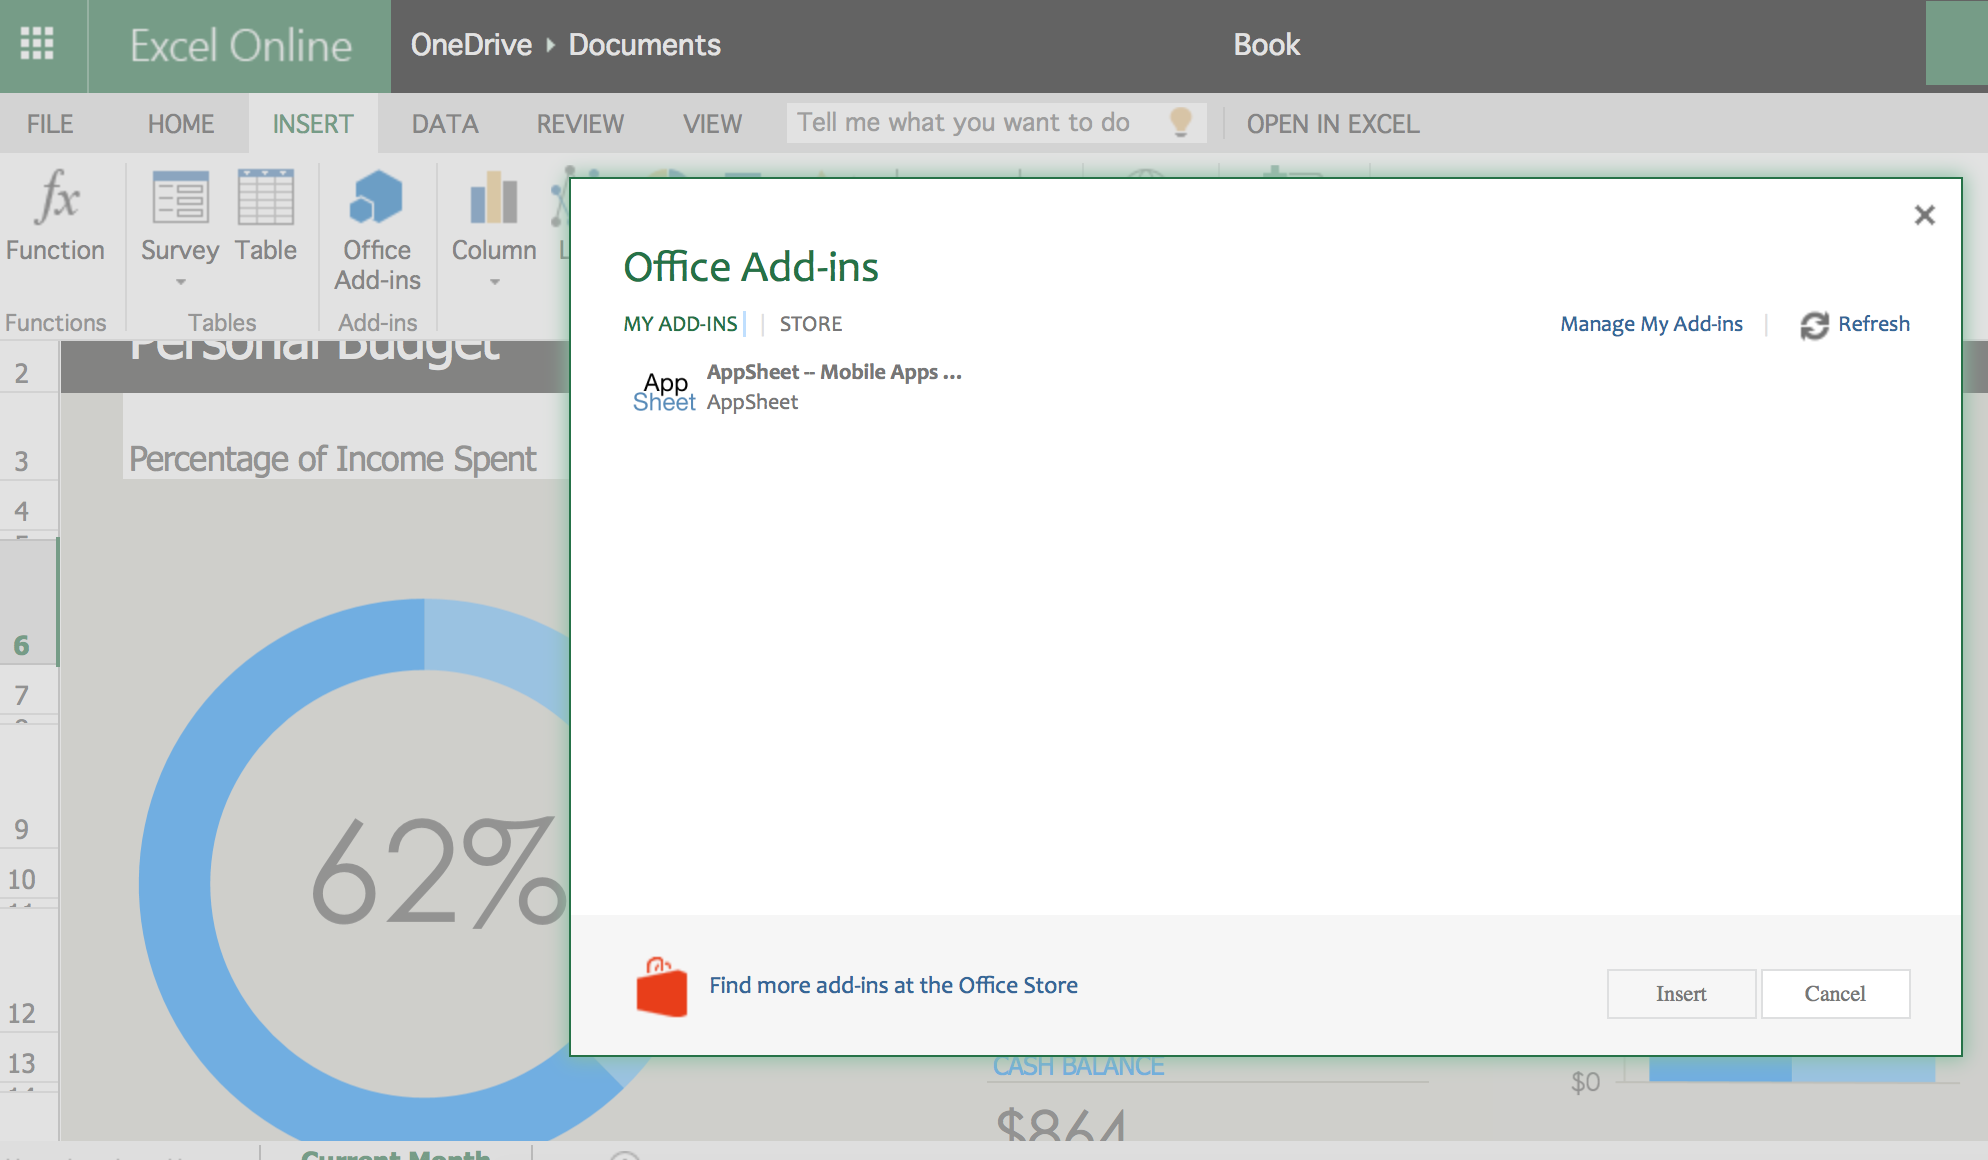 Excel Online
OneDrive ▸ Documents
Book
FILE
HOME
INSERT
DATA
REVIEW
VIEW
Tell me what you want to do
OPEN IN EXCEL
fx
Function
Survey
Table
Office
Add-ins
Column
Functions
Tables
Add-ins
Office Add-ins
MY ADD-INS
STORE
Manage My Add-ins
Refresh
App
Sheet
AppSheet -- Mobile Apps ...
AppSheet
2
Personal Budget
3
Percentage of Income Spent
4
6
7
9
62%
10
12
Find more add-ins at the Office Store
Insert
Cancel
13
CASH BALANCE
$0
$864
Current Month